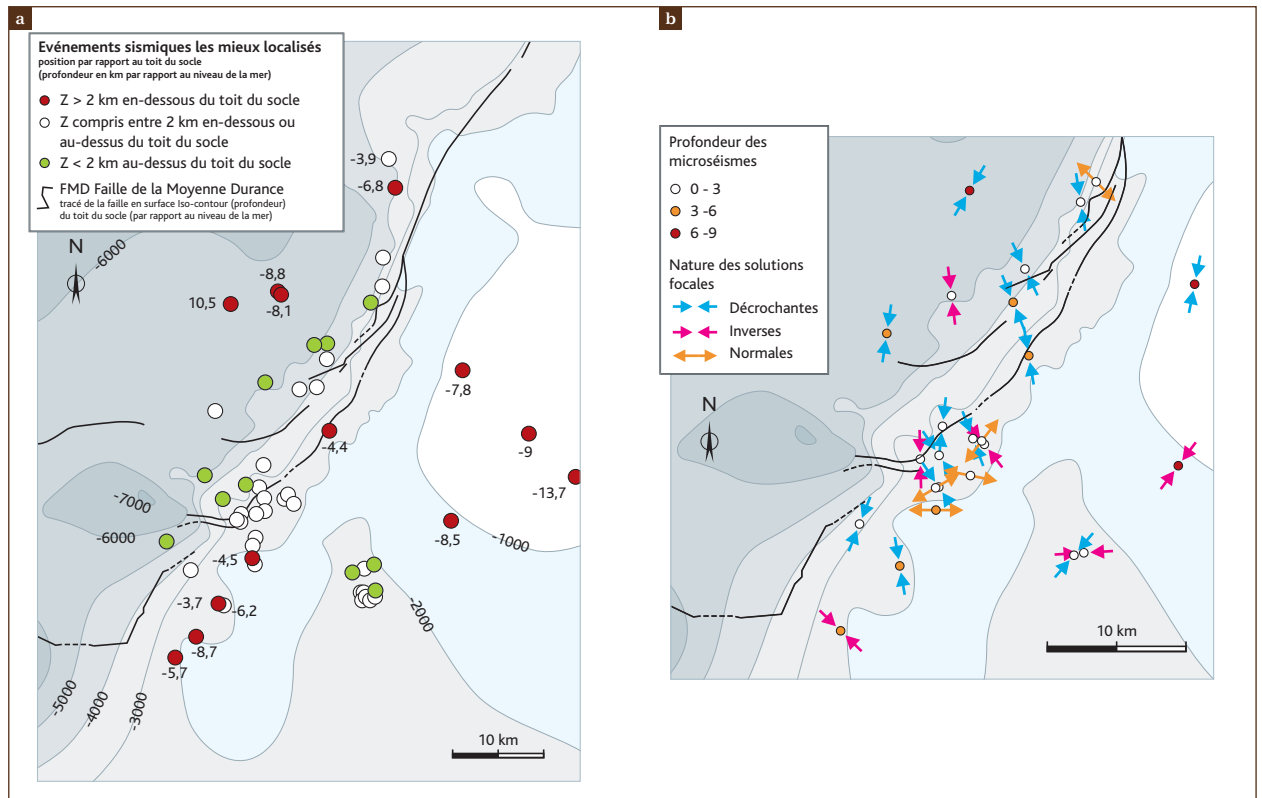 a
Evénements sismiques les mieux localisés
position par rapport au toit du socle
(profondeur en km par rapport au niveau de la mer)
Z > 2 km en-dessous du toit du socle
Z compris entre 2 km en-dessous ou
au-dessus du toit du socle
Z < 2 km au-dessus du toit du socle
FMD Faille de la Moyenne Durance
tracé de la faille en surface Iso-contour (profondeur)
du toit du socle (par rapport au niveau de la mer)
-3,9
-6,8
N
-6000
-8,8
10,5
-8,1
-7,8
-4,4
-9
-13,7
-7000
-6000
-8,5
-1000
-4,5
-3,7
-6,2
-2000
-8,7
-5,7
-5000
-4000
-3000
10 km
b
Profondeur des
microséismes
0 - 3
3 -6
6 -9
Nature des solutions
focales
Décrochantes
Inverses
Normales
N
10 km